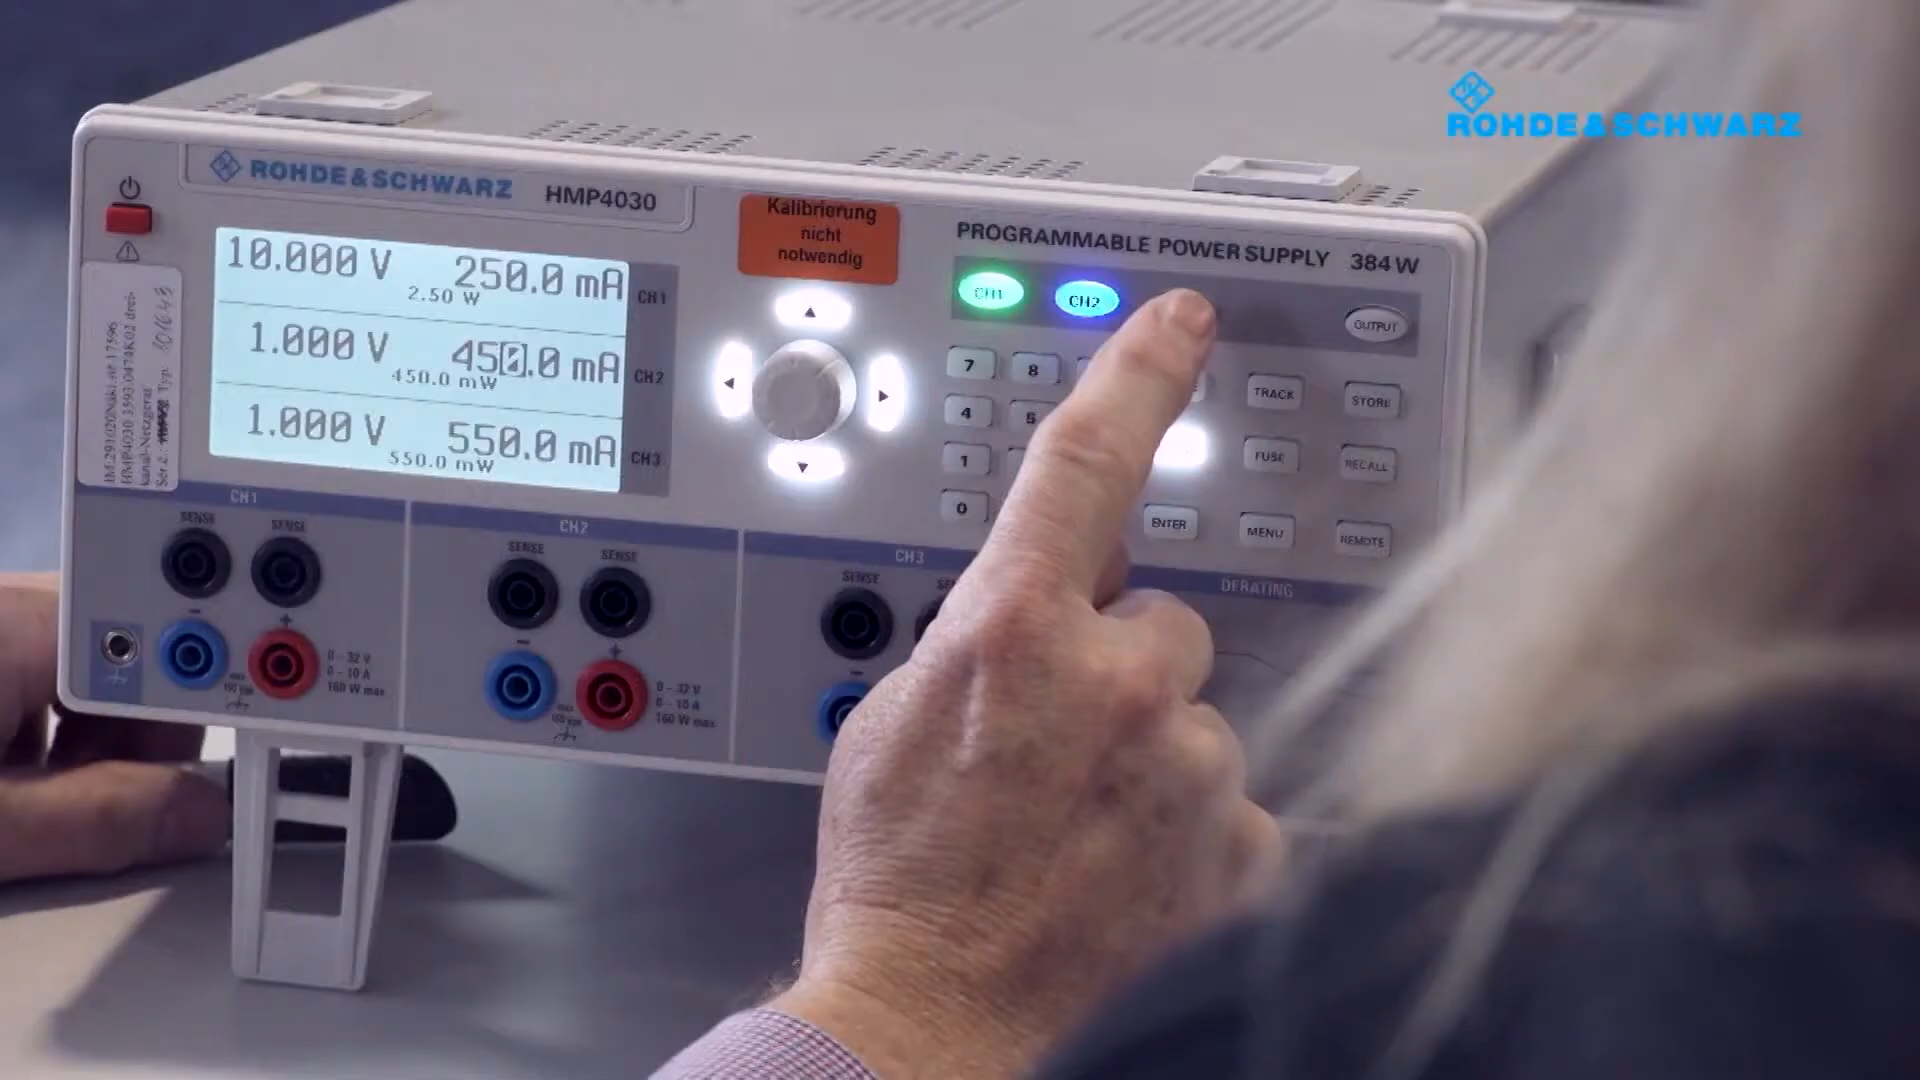 ROHDE & SCHWARZ
ROHDE & SCHWARZ HMP4030
Kalibrierung
nicht
notwendig
PROGRAMMABLE POWER SUPPLY 384 W
10.000 V 250.0 mA CH1
2.50 W
1.000 V 450.0 mA CH2
450.0 mW
1.000 V 550.0 mA CH3
550.0 mW
CH1 CH2 OUTPUT
7 8 TRACK STORE
4 5 FUSE RECALL
1
0 ENTER MENU REMOTE
CH1 CH2 CH3 DERATING
SENSE SENSE SENSE SENSE SENSE
- + - + -
0 – 32 V
0 – 10 A
160 W max.
0 – 32 V
0 – 10 A
160 W max.